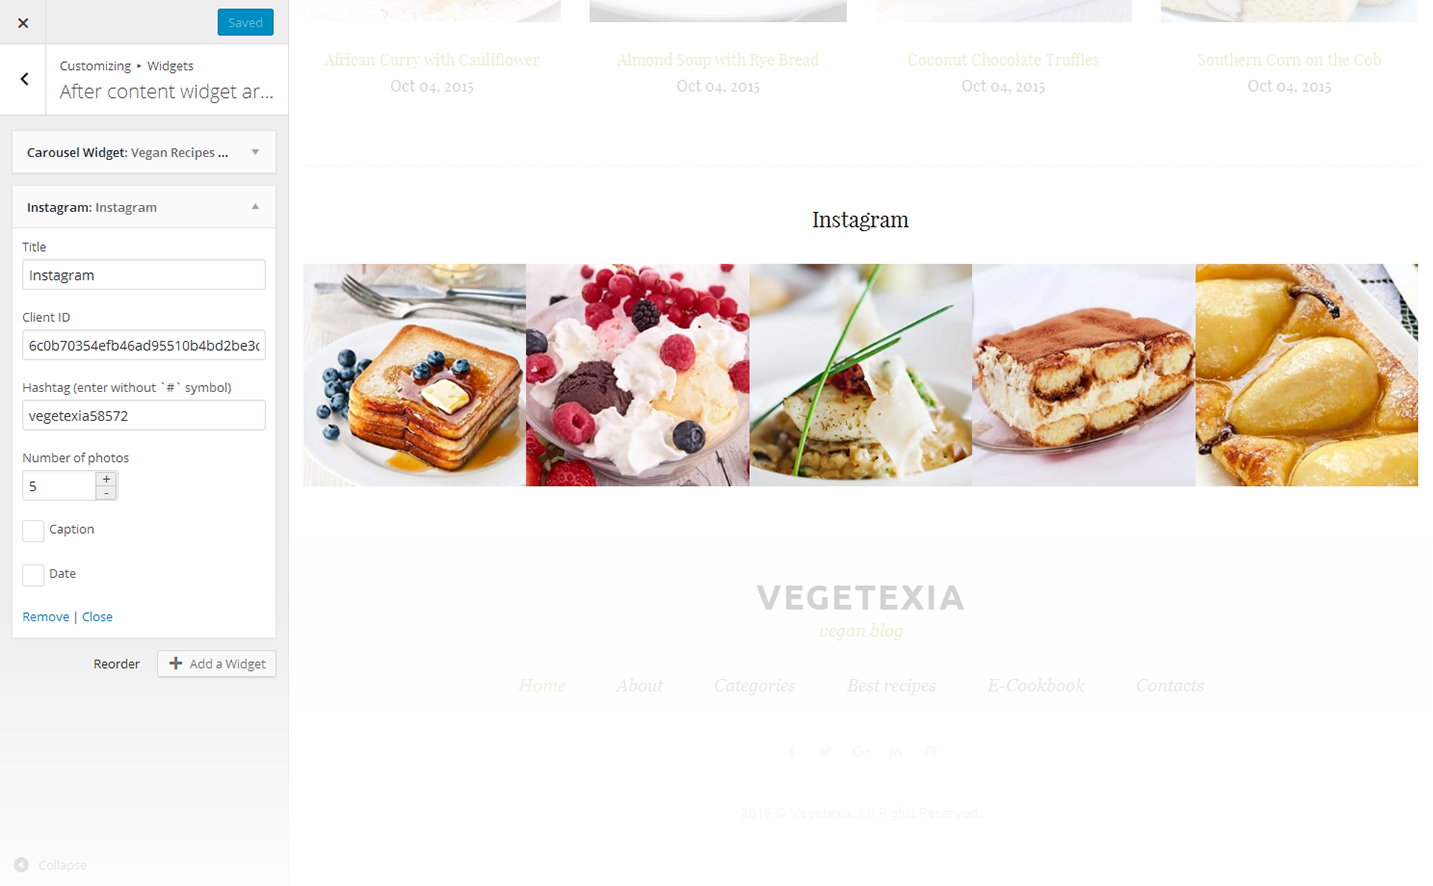 Saved
Customizing ▸ Widgets
After content widget ar...
Carousel Widget: Vegan Recipes ...
Instagram: Instagram
Title
Instagram
Client ID
6c0b70354efb46ad95510b4bd2be3c
Hashtag (enter without `#` symbol)
vegetexia58572
Number of photos
5
+
-
Caption
Date
Remove | Close
Reorder
+ Add a Widget
Collapse
African Curry with Cauliflower
Oct 04, 2015
Almond Soup with Rye Bread
Oct 04, 2015
Coconut Chocolate Truffles
Oct 04, 2015
Southern Corn on the Cob
Oct 04, 2015
Instagram
VEGETEXIA
vegan blog
Home About Categories Best recipes E-Cookbook Contacts
2016 © Vegetexia. All Rights Reserved.